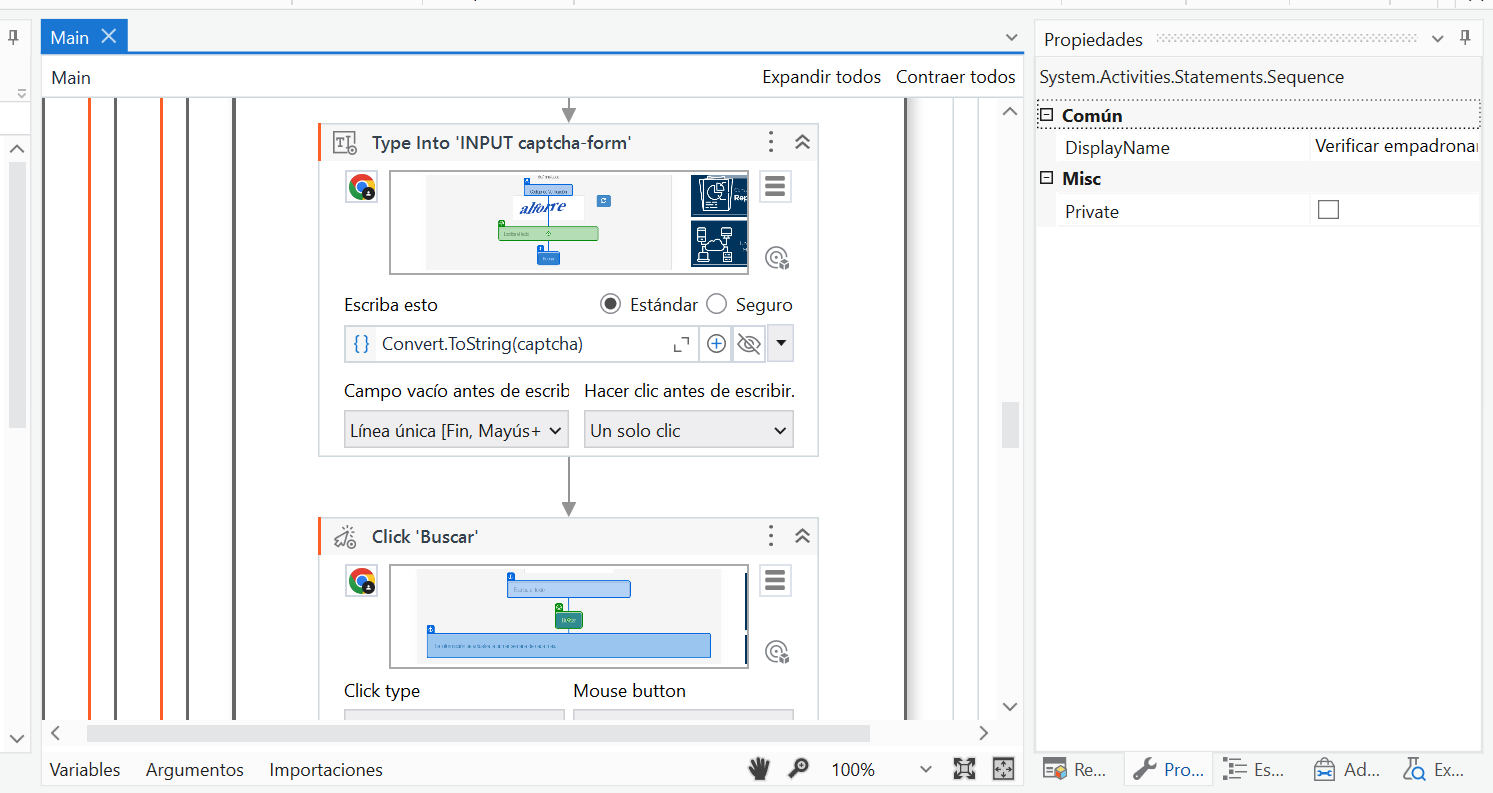 Main
Propiedades
Main
Expandir todos Contraer todos
System.Activities.Statements.Sequence
Común
DisplayName Verificar empadrona
Misc
Private
Type Into 'INPUT captcha-form'
alforre
Rep
Escriba esto
Estándar Seguro
Convert.ToString(captcha)
Campo vacío antes de escrib Hacer clic antes de escribir.
Línea única [Fin, Mayús+ Un solo clic
Click 'Buscar'
Click type Mouse button
Variables Argumentos Importaciones 100%
Re... Pro... Es... Ad... Ex...